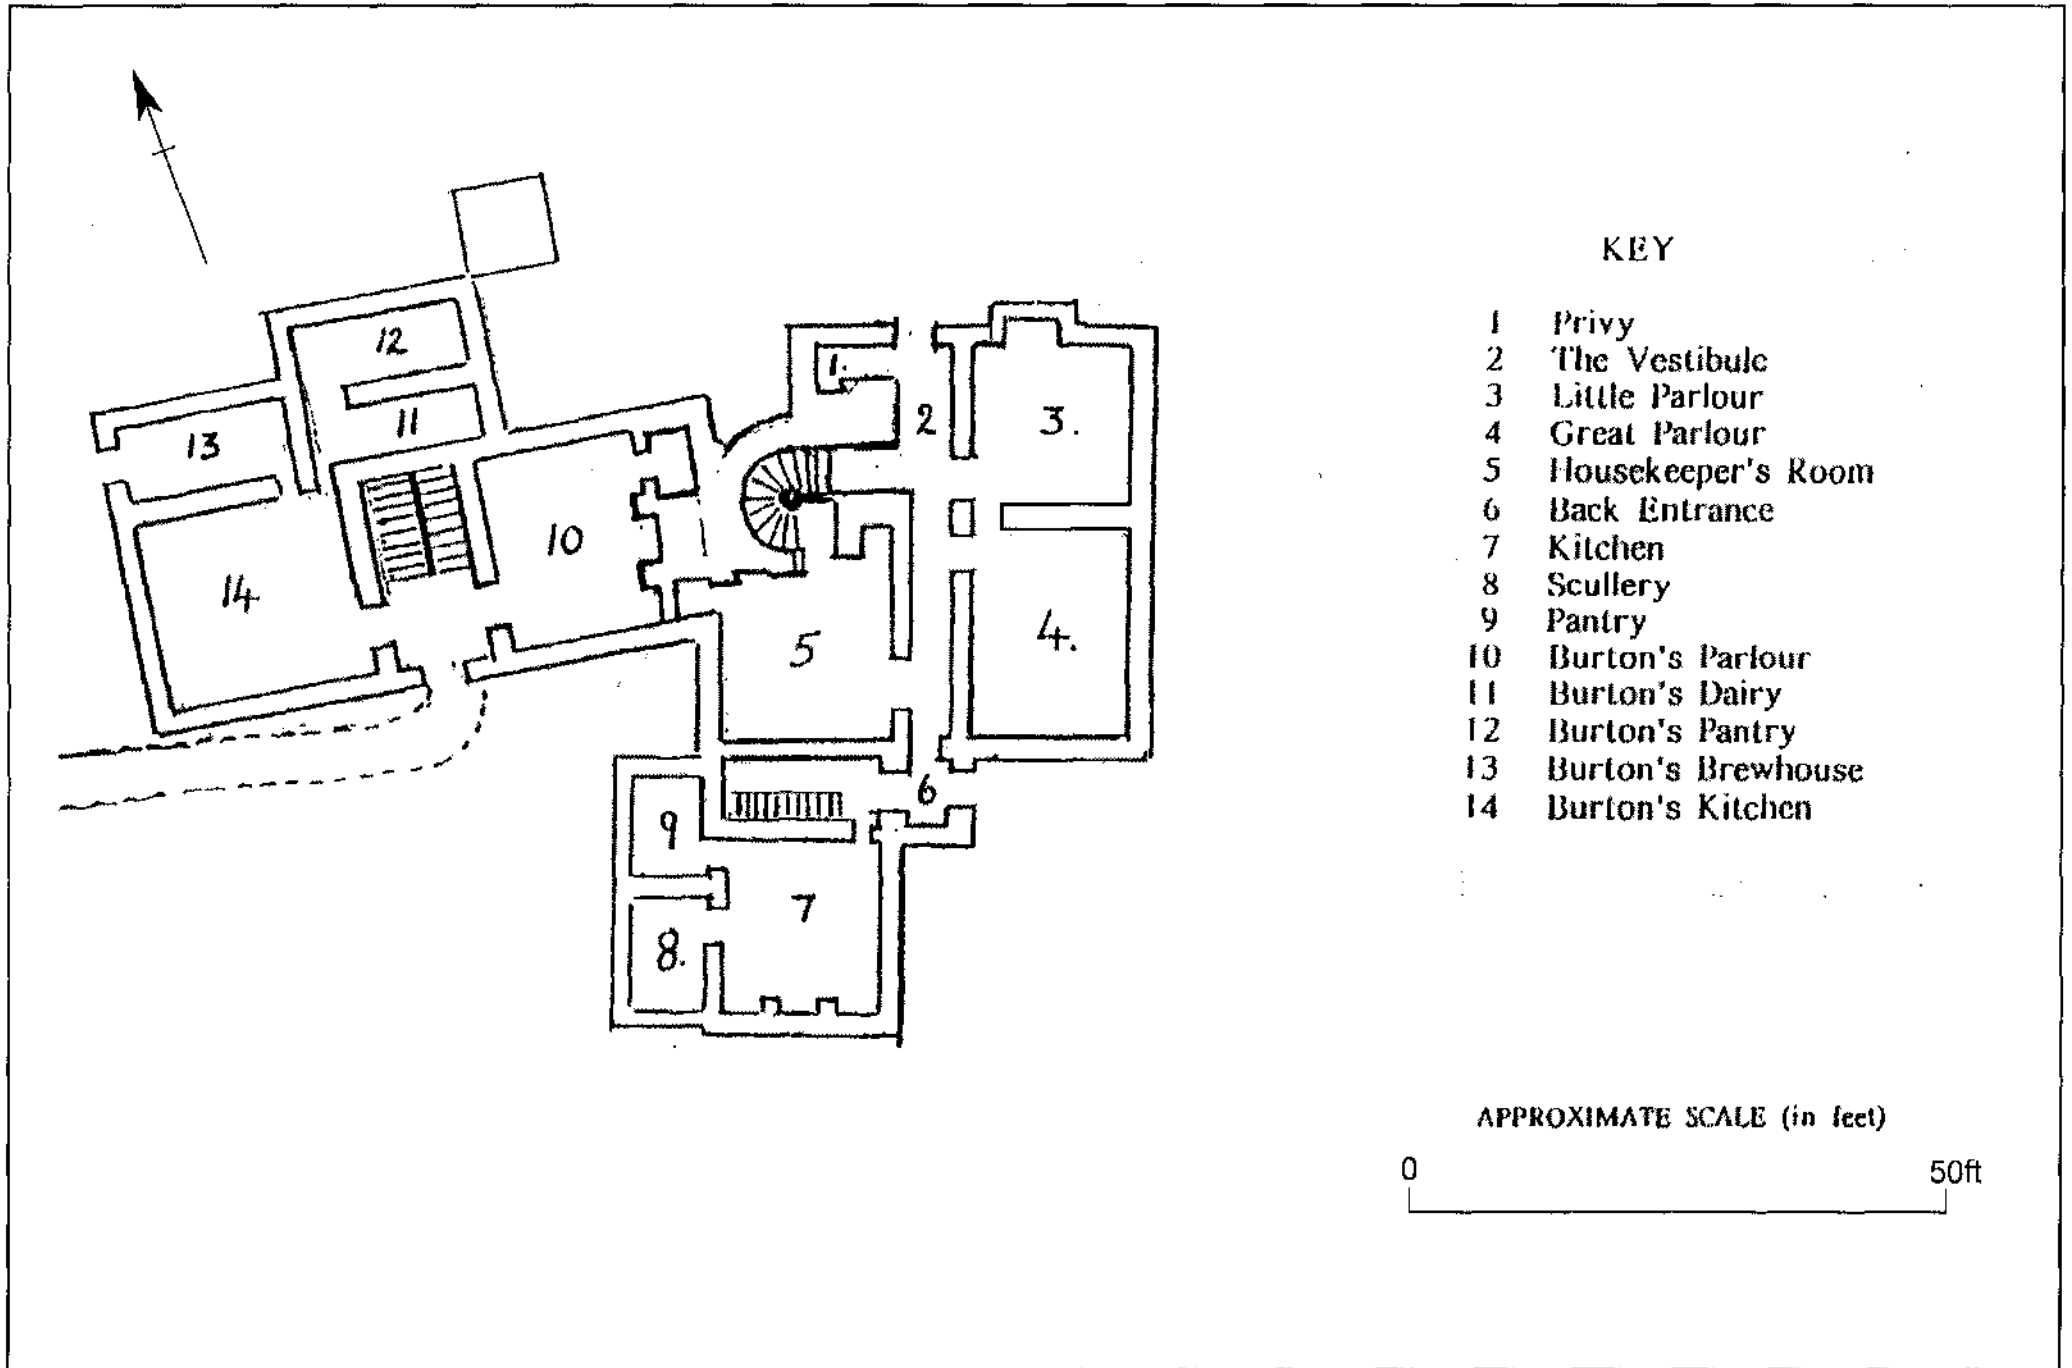 12
1.
13
11
2
3.
10
14
5
4.
6
9
7
8.
KEY
1 Privy
2 The Vestibule
3 Little Parlour
4 Great Parlour
5 Housekeeper's Room
6 Back Entrance
7 Kitchen
8 Scullery
9 Pantry
10 Burton's Parlour
11 Burton's Dairy
12 Burton's Pantry
13 Burton's Brewhouse
14 Burton's Kitchen
APPROXIMATE SCALE (in feet)
0 50ft